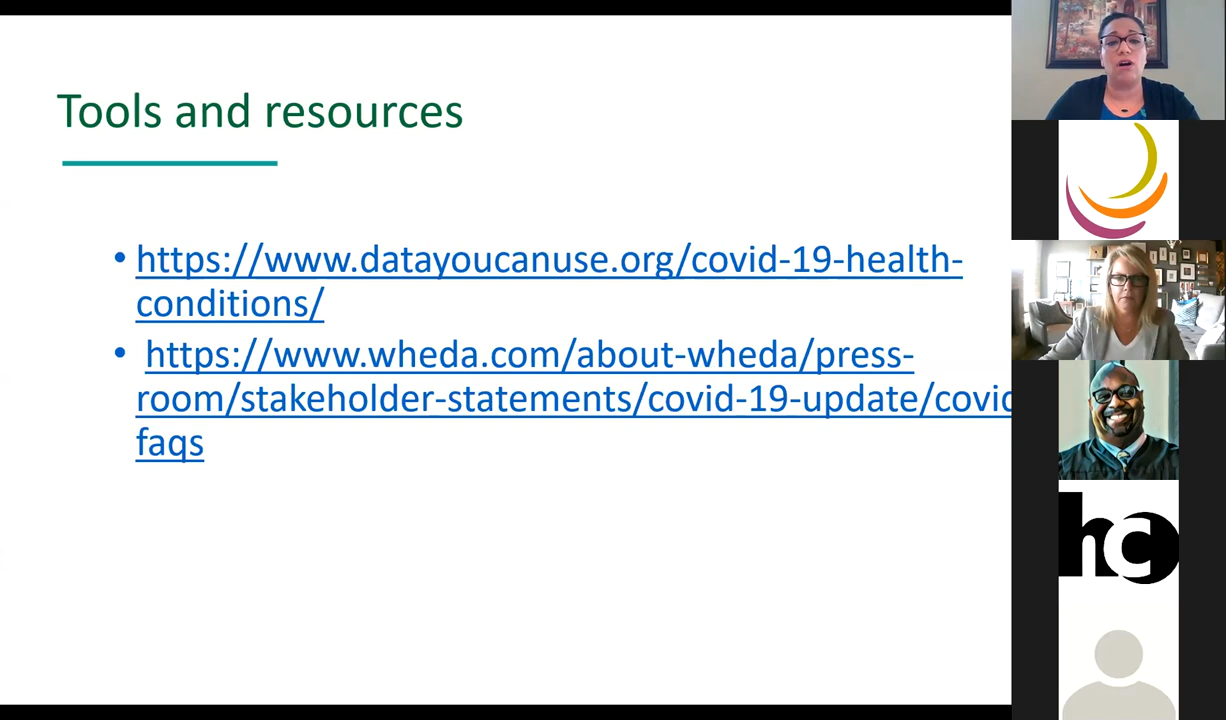 Tools and resources
• https://www.datayoucanuse.org/covid-19-health-
conditions/
• https://www.wheda.com/about-wheda/press-
room/stakeholder-statements/covid-19-update/covid
faqs
hc